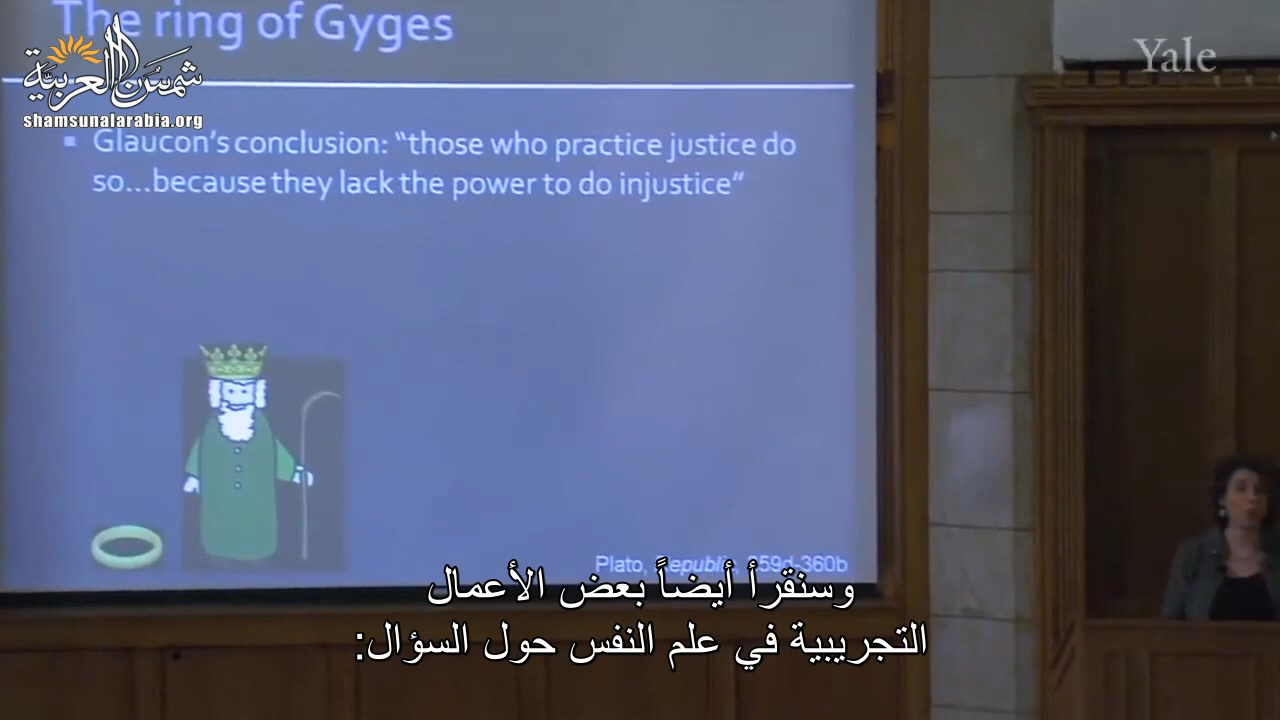 The ring of Gyges
شمس العربية
shamsunalarabia.org
Yale
▪ Glaucon's conclusion: "those who practice justice do
so...because they lack the power to do injustice"
Plato, Republic, 359d-360b
وسنقرأ أيضاً بعض الأعمال
التجريبية في علم النفس حول السؤال: